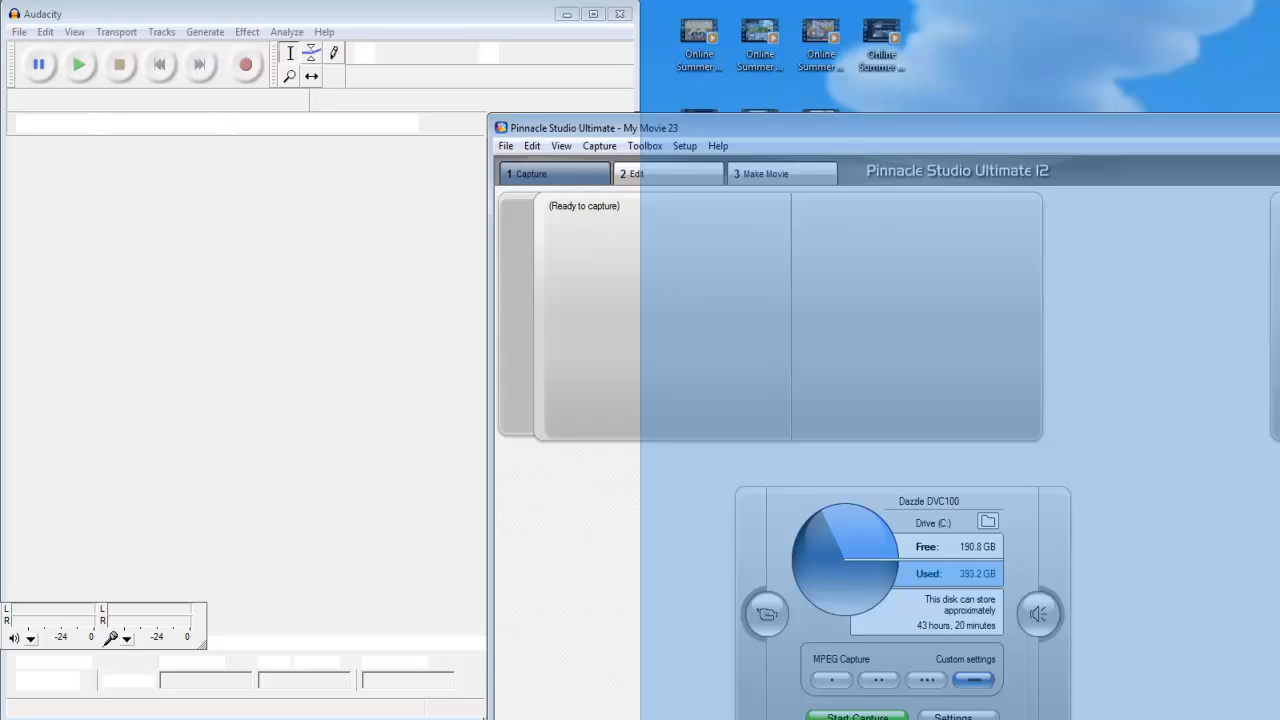 Audacity
File Edit View Transport Tracks Generate Effect Analyze Help
Online Summer ...
Online Summer ...
Online Summer ...
Online Summer ...
Pinnacle Studio Ultimate - My Movie 23
File Edit View Capture Toolbox Setup Help
1 Capture
2 Edit
3 Make Movie
Pinnacle Studio Ultimate 12
(Ready to capture)
Dazzle DVC100
Drive (C:)
Free: 190.8 GB
Used: 393.2 GB
This disk can store
approximately
43 hours, 20 minutes
L L
R R
-24 0 -24 0
MPEG Capture Custom settings
Start Capture Settings